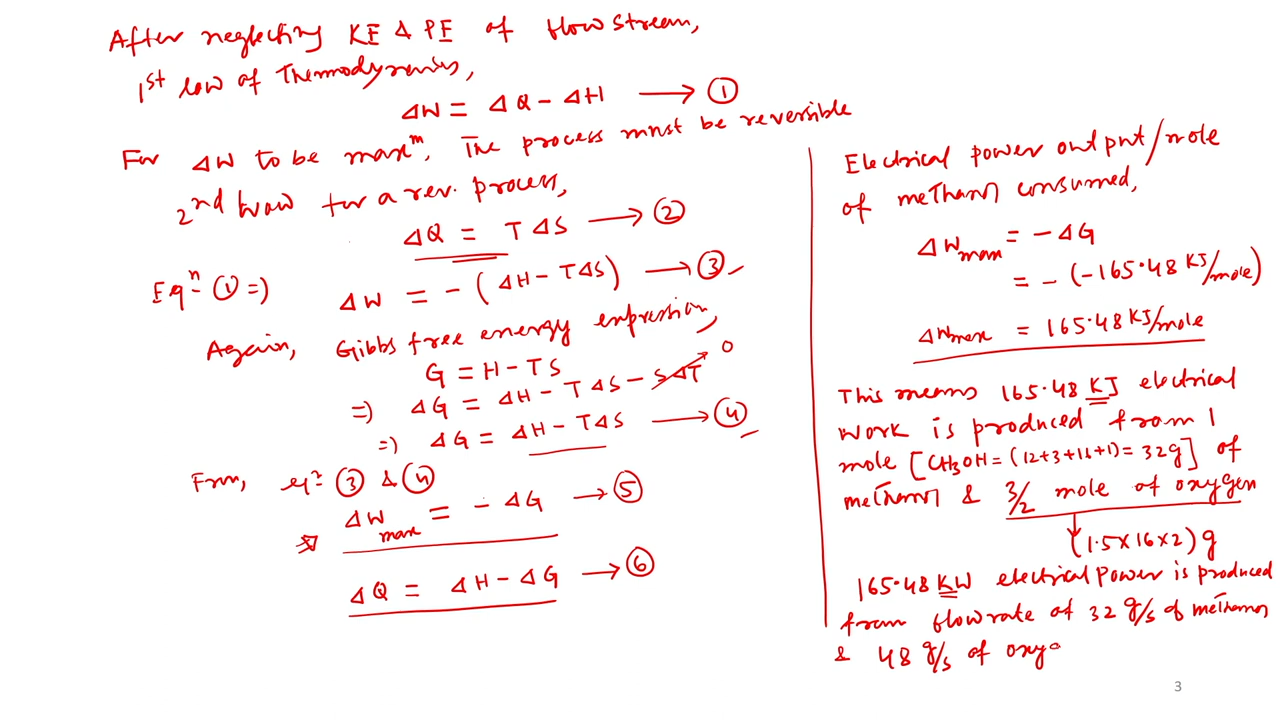 After neglecting KE & PE of flow stream,
1st law of Thermodynamics,
ΔW = ΔQ - ΔH → ①
For ΔW to be maxm, The process must be reversible
2nd law for a rev. process,
ΔQ = TΔS → ②
Eqn ① =) ΔW = - (ΔH - TΔS) → ③
Again, Gibbs free energy expression,
G = H - TS
=) ΔG = ΔH - TΔS - SΔT 0
=) ΔG = ΔH - TΔS → ④
From, eqn ③ & ④
ΔWmax = - ΔG → ⑤
ΔQ = ΔH - ΔG → ⑥
Electrical power output/mole
of methanol consumed,
ΔWmax = - ΔG
= - (-165.48 KJ/mole)
ΔWmax = 165.48 KJ/mole
This means 165.48 KJ electrical
work is produced from 1
mole [CH3OH = (12+3+16+1) = 32g] of
methanol & 3/2 mole of oxygen
(1.5×16×2) g
165.48 KW electrical power is produced
from flow rate of 32 g/s of methanol
& 48 g/s of oxyg
3